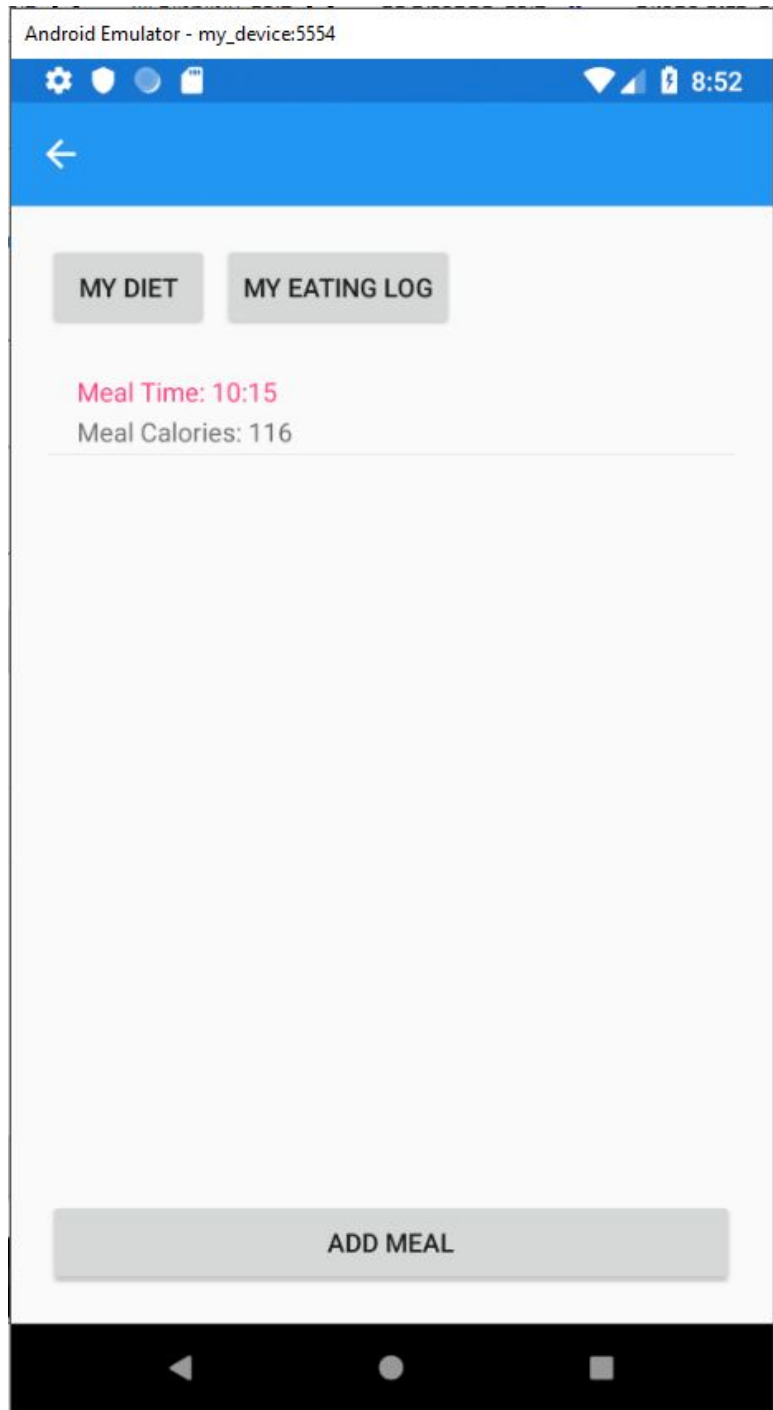 Android Emulator - my_device:5554
8:52
MY DIET
MY EATING LOG
Meal Time: 10:15
Meal Calories: 116
ADD MEAL